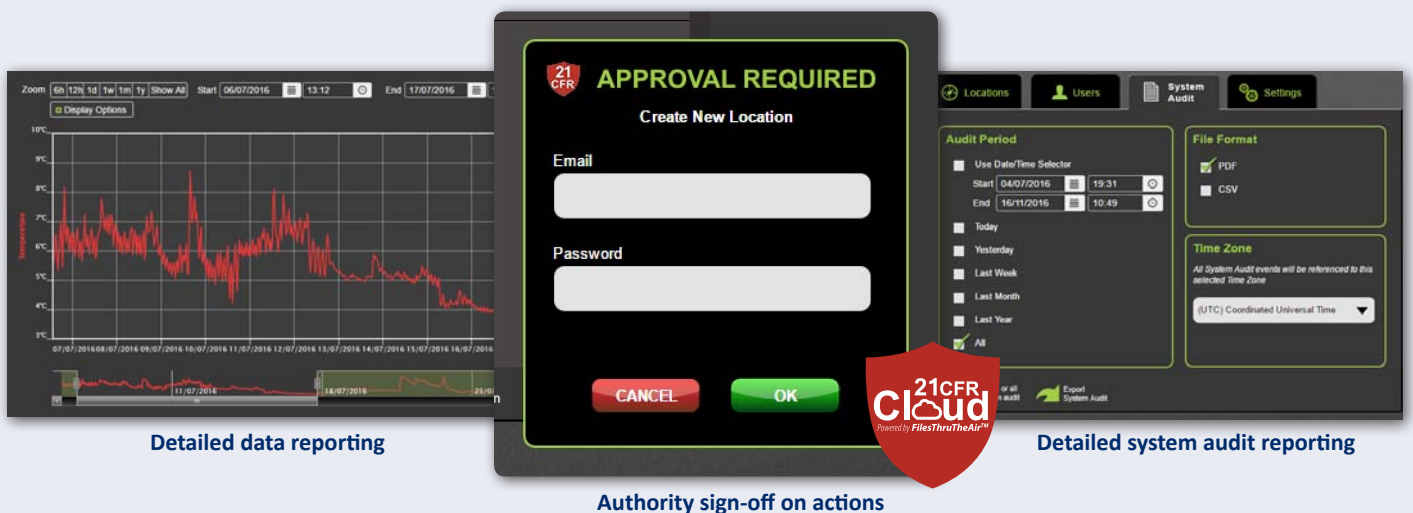 Zoom 6h 12h 1d 1w 1m 1y Show All Start 06/07/2016 13:12 End 17/07/2016
Display Options
10°C
9°C
8°C
7°C
6°C
5°C
4°C
3°C
Temperature
07/07/2016 08/07/2016 09/07/2016 10/07/2016 11/07/2016 12/07/2016 13/07/2016 14/07/2016 15/07/2016 16/07/2016
11/07/2016 18/07/2016 25/0
Detailed data reporting
21
CFR
APPROVAL REQUIRED
Create New Location
Email
Password
CANCEL OK
Authority sign-off on actions
Locations Users System Audit Settings
Audit Period
Use Date/Time Selector
Start 04/07/2016 19:31
End 16/11/2016 10:49
Today
Yesterday
Last Week
Last Month
Last Year
All
File Format
PDF
CSV
Time Zone
All System Audit events will be referenced to this
selected Time Zone
(UTC) Coordinated Universal Time
or all
audit
Export
System Audit
21CFR
Cloud
Powered by FilesThruTheAir™
Detailed system audit reporting